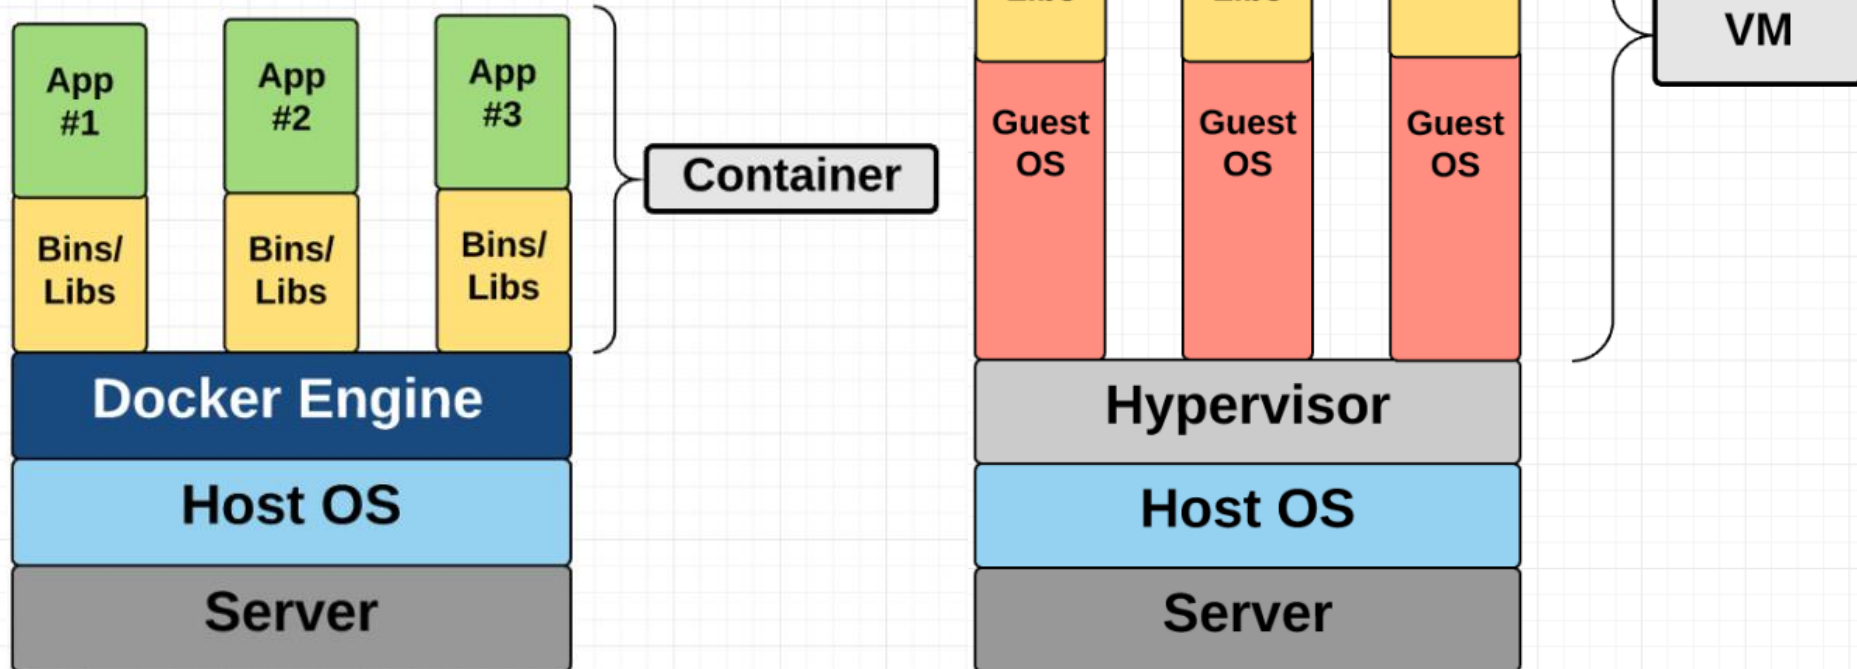 App
#1
App
#2
App
#3
Bins/
Libs
Bins/
Libs
Bins/
Libs
Container
Docker Engine
Host OS
Server
VM
Guest
OS
Guest
OS
Guest
OS
Hypervisor
Host OS
Server